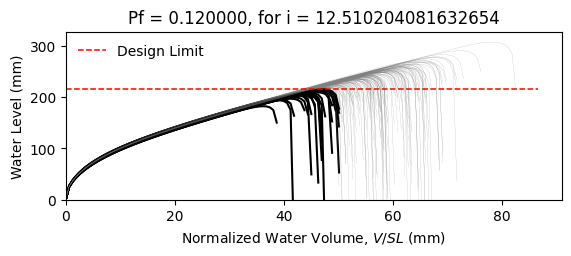 Pf = 0.120000, for i = 12.510204081632654
Design Limit
Water Level (mm)
300
200
100
0
0 20 40 60 80
Normalized Water Volume, V/SL (mm)